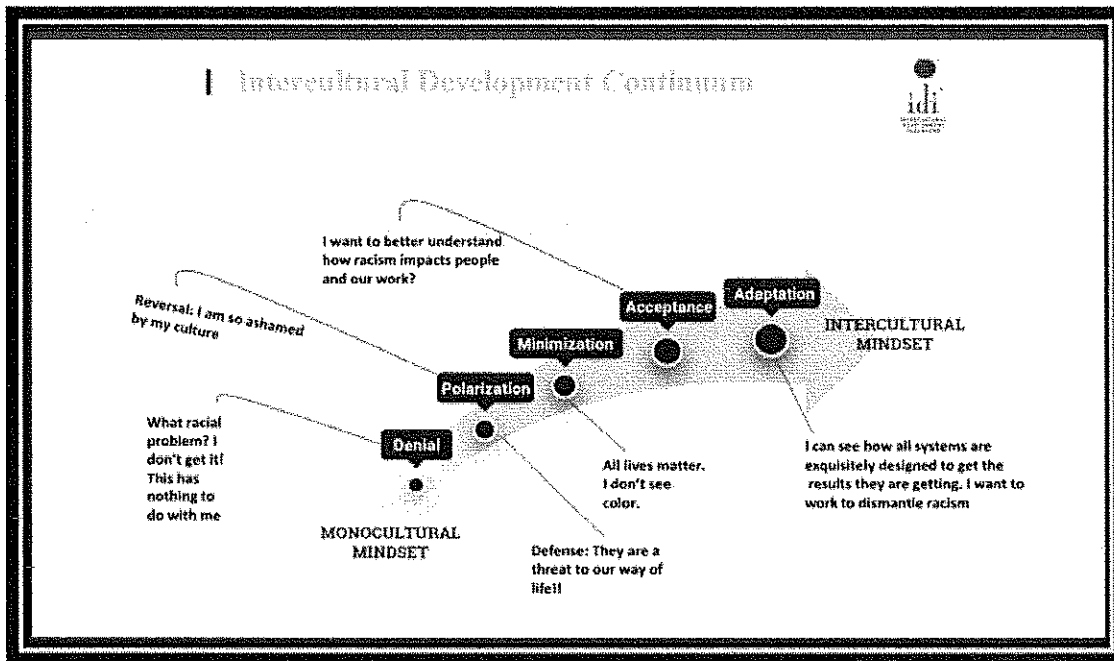 Intercultural Development Continuum
idi
I want to better understand
how racism impacts people
and our work?
Reversal: I am so ashamed
by my culture
Adaptation
Acceptance
INTERCULTURAL
MINDSET
Minimization
Polarization
What racial
problem? I
don't get it!
This has
nothing to
do with me
Denial
All lives matter.
I don't see
color.
I can see how all systems are
exquisitely designed to get the
results they are getting. I want to
work to dismantle racism
MONOCULTURAL
MINDSET
Defense: They are a
threat to our way of
life!!